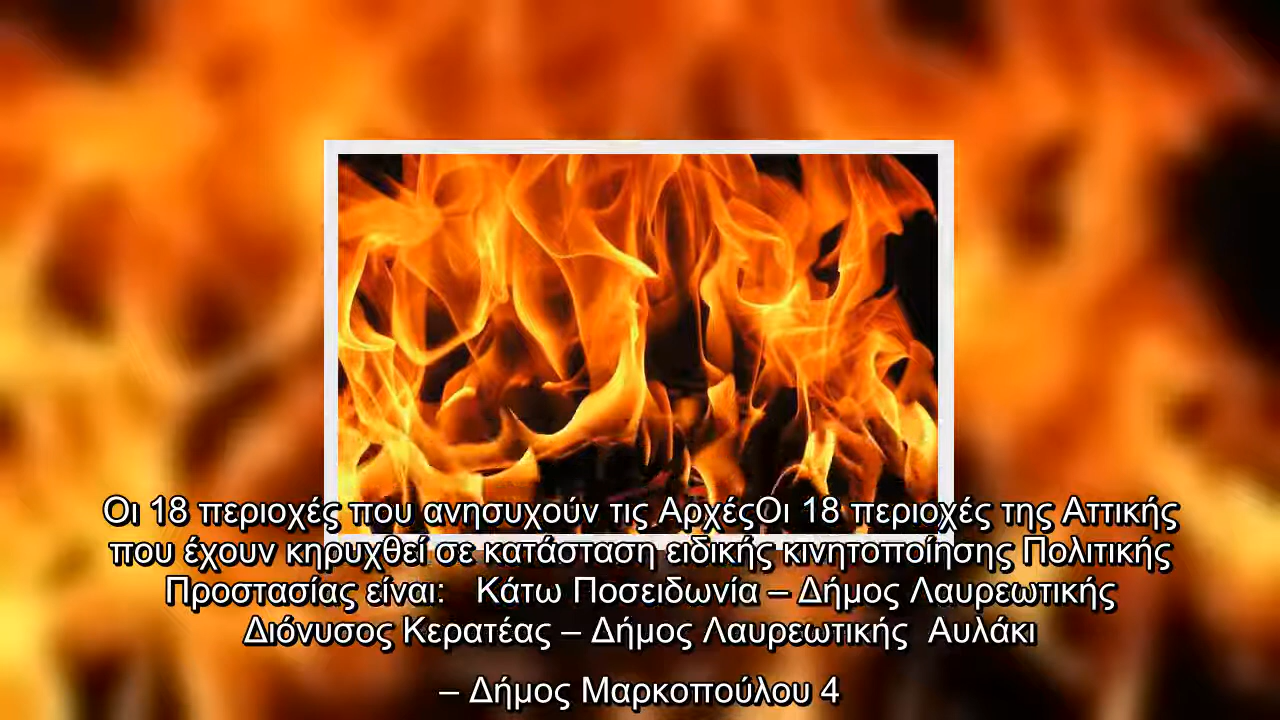 Οι 18 περιοχές που ανησυχούν τις ΑρχέςΟι 18 περιοχές της Αττικής
που έχουν κηρυχθεί σε κατάσταση ειδικής κινητοποίησης Πολιτικής
Προστασίας είναι:   Κάτω Ποσειδωνία – Δήμος Λαυρεωτικής
Διόνυσος Κερατέας – Δήμος Λαυρεωτικής  Αυλάκι
– Δήμος Μαρκοπούλου 4